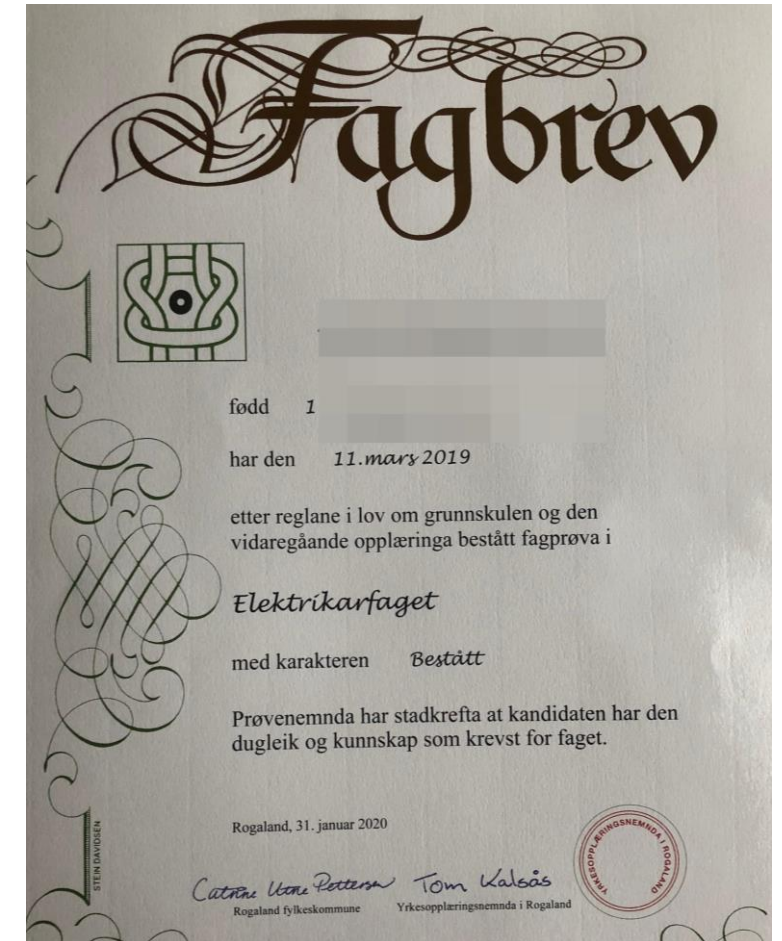 Fagbrev
født 1
har den 11.mars 2019
etter reglane i lov om grunnskulen og den
vidaregåande opplæringa bestått fagprøva i
Elektrikarfaget
med karakteren Bestått
Prøvenemnda har stadkrefta at kandidaten har den
dugleik og kunnskap som krevst for faget.
Rogaland, 31. januar 2020
STEIN DAVIDSEN
YRKESOPPLÆRINGSNEMNDA I ROGALAND
Catrine Utne Pettersen Tom Kalsås
Rogaland fylkeskommune Yrkesopplæringsnemnda i Rogaland